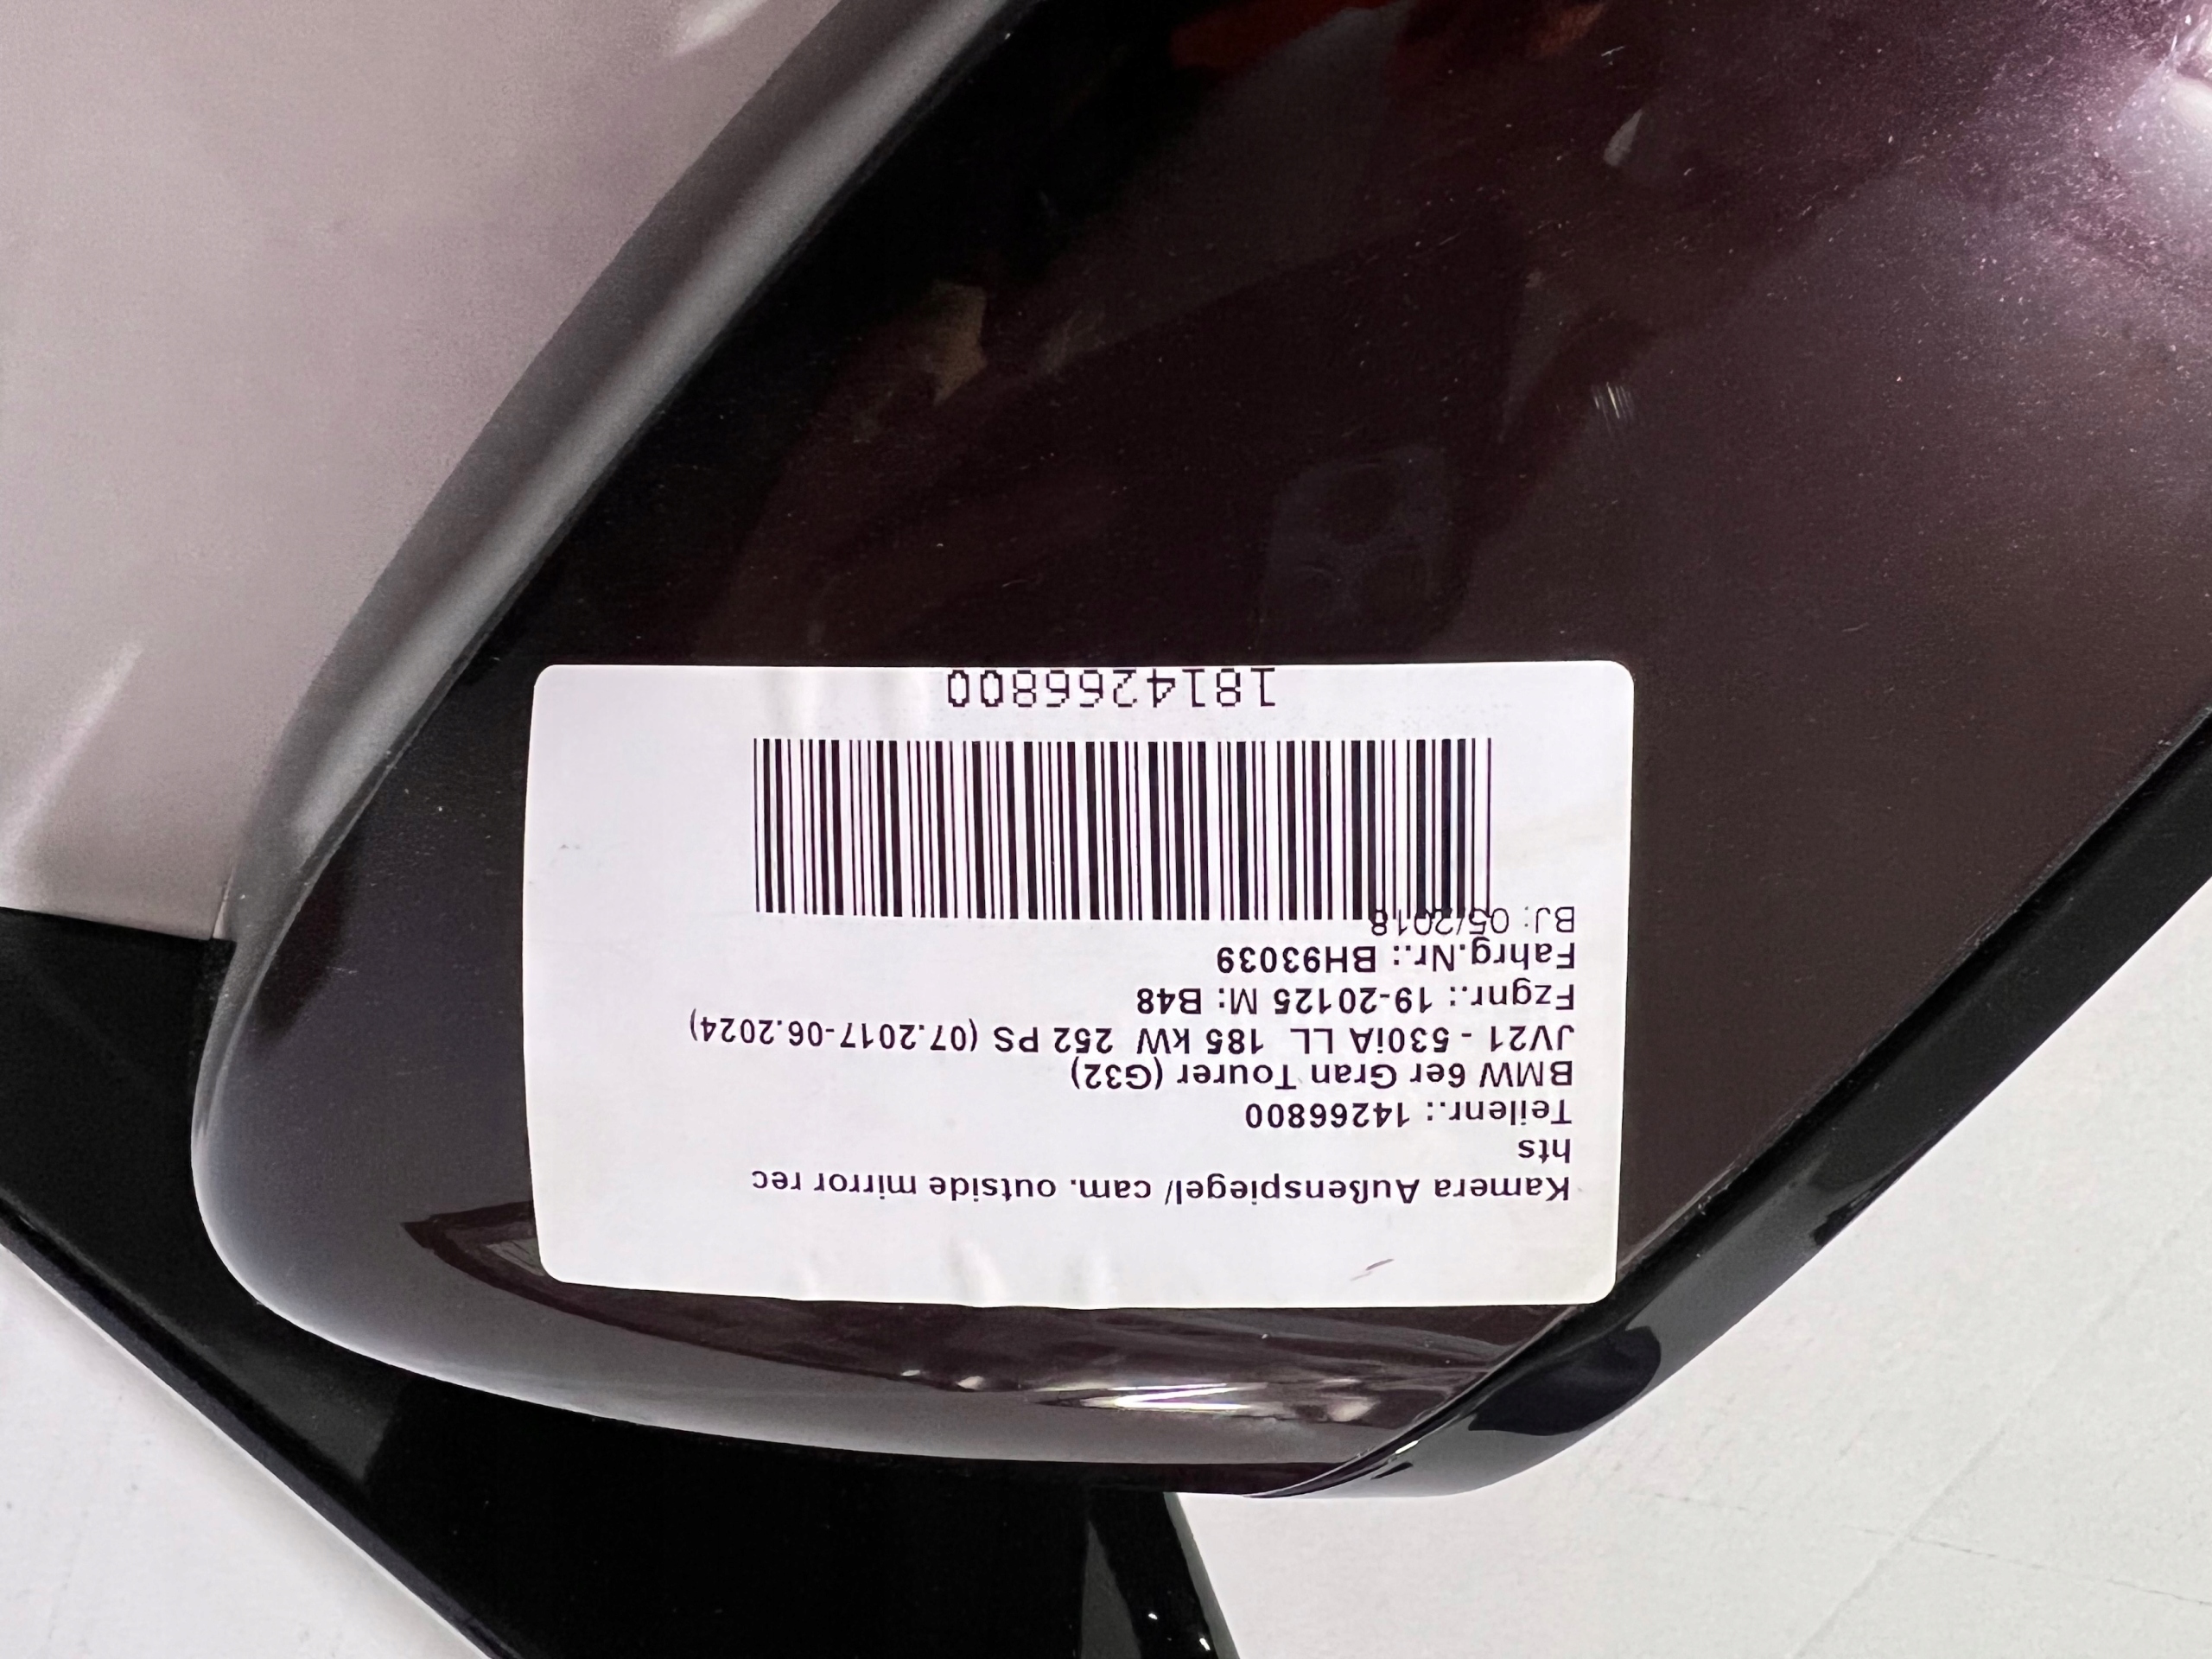 Kamera Außenspiegel/ cam. outside mirror rec
hts
Teilenr.: 14266800
BMW 6er Gran Tourer (G32)
JV21 - 530iA LL 185 kW 252 PS (07.2017-06.2024)
Fzgnr.: 19-20125 M: B48
Fahrg.Nr.: BH93039
BJ: 05/2018
1814266800